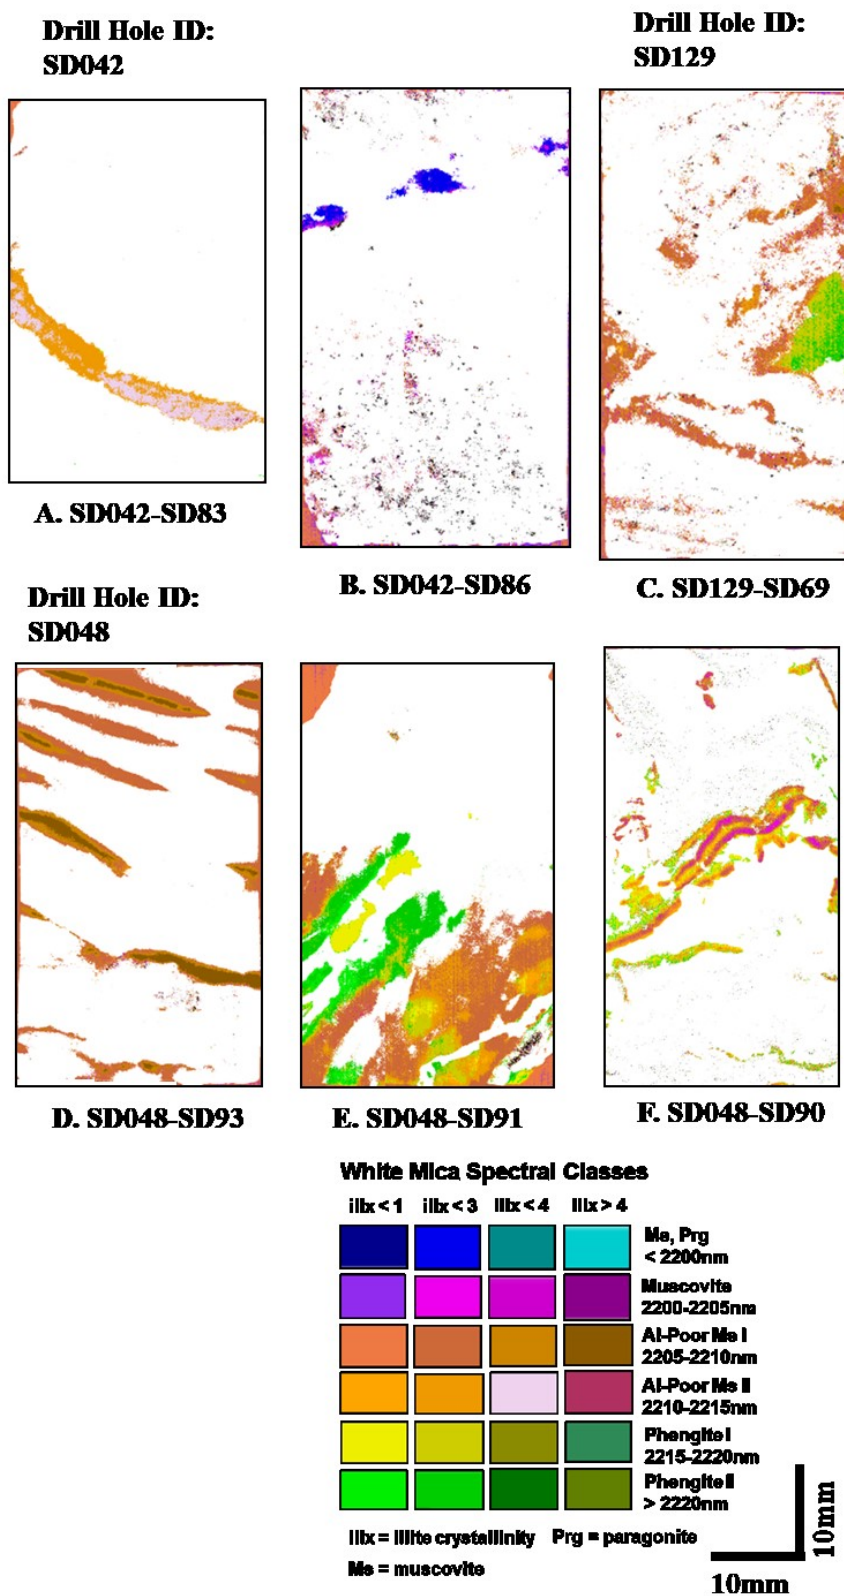 Drill Hole ID:
SD042
Drill Hole ID:
SD129
A. SD042-SD83
B. SD042-SD86
C. SD129-SD69
Drill Hole ID:
SD048
D. SD048-SD93
E. SD048-SD91
F. SD048-SD90
White Mica Spectral Classes
illx < 1 illx < 3 illx < 4 illx > 4
Ms, Prg
< 2200nm
Muscovite
2200-2205nm
Al-Poor Ms I
2205-2210nm
Al-Poor Ms II
2210-2215nm
Phengite I
2215-2220nm
Phengite II
> 2220nm
illx = illite crystallinity Prg = paragonite
Ms = muscovite
10mm
10mm